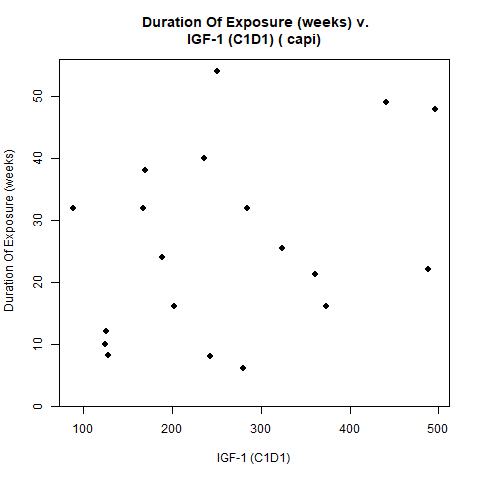 Duration Of Exposure (weeks) v.
IGF-1 (C1D1) ( capi)
Duration Of Exposure (weeks)
50
40
30
20
10
0
100 200 300 400 500
IGF-1 (C1D1)